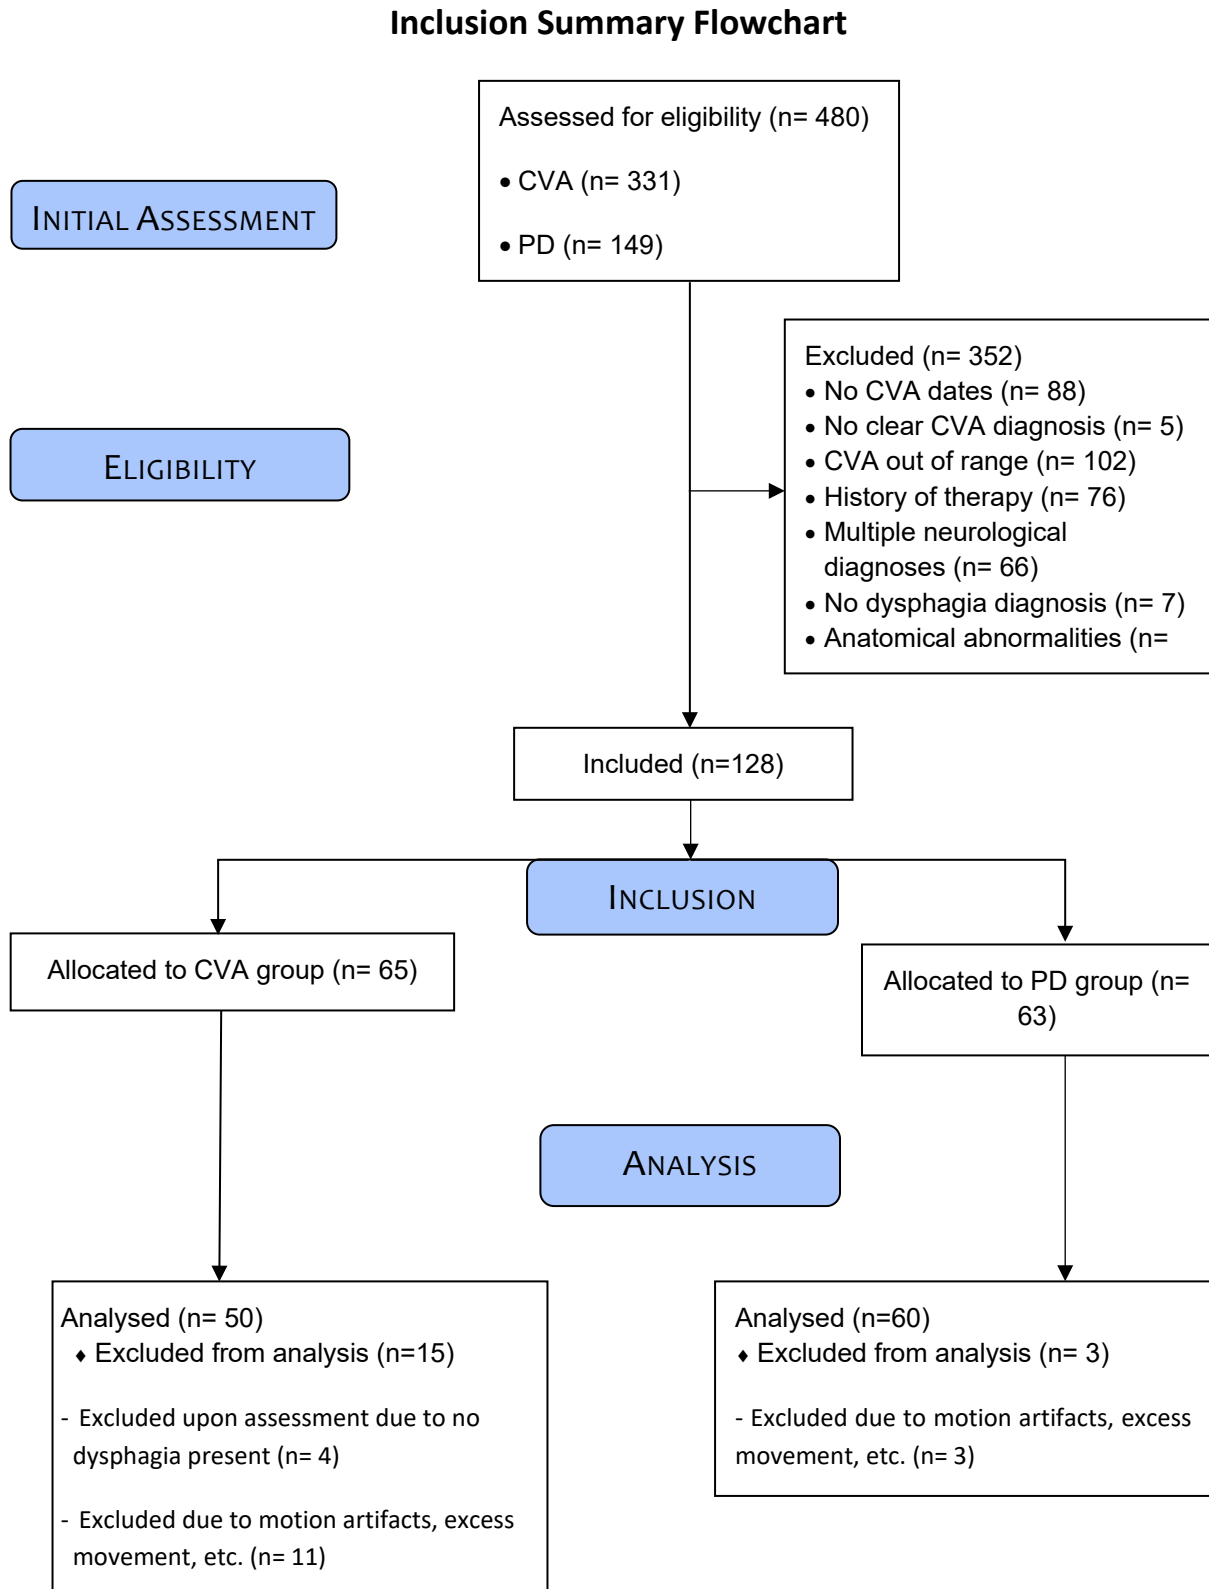 Inclusion Summary Flowchart
Assessed for eligibility (n= 480)
• CVA (n= 331)
• PD (n= 149)
INITIAL ASSESSMENT
Excluded (n= 352)
• No CVA dates (n= 88)
• No clear CVA diagnosis (n= 5)
• CVA out of range (n= 102)
• History of therapy (n= 76)
• Multiple neurological
diagnoses (n= 66)
• No dysphagia diagnosis (n= 7)
• Anatomical abnormalities (n=
ELIGIBILITY
Included (n=128)
INCLUSION
Allocated to CVA group (n= 65)
Allocated to PD group (n=
63)
ANALYSIS
Analysed (n= 50)
♦ Excluded from analysis (n=15)
- Excluded upon assessment due to no
dysphagia present (n= 4)
- Excluded due to motion artifacts, excess
movement, etc. (n= 11)
Analysed (n=60)
♦ Excluded from analysis (n= 3)
- Excluded due to motion artifacts, excess
movement, etc. (n= 3)